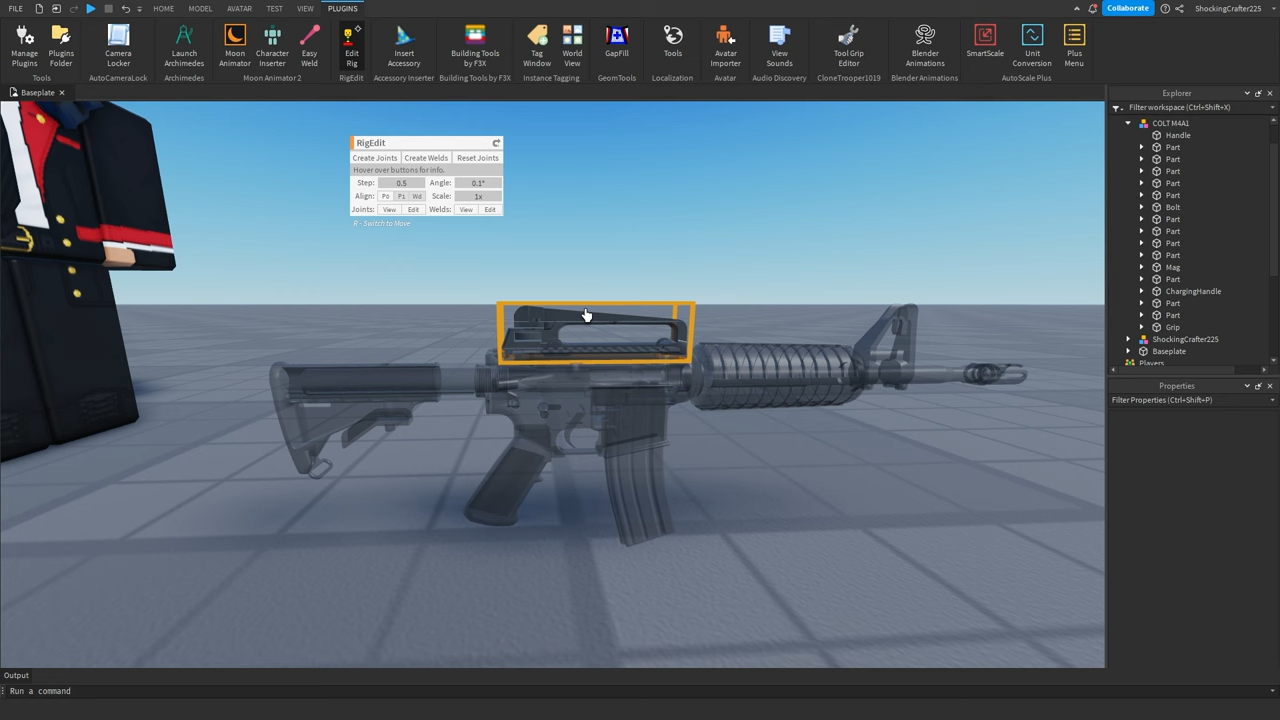 FILE HOME MODEL AVATAR TEST VIEW PLUGINS Collaborate ShockingCrafter225
Manage Plugins
Plugins Folder
Camera Locker
Launch Archimedes
Moon Animator
Character Inserter
Easy Weld
Edit Rig
Insert Accessory
Building Tools by F3X
Tag Window
World View
GapFill
Tools
Avatar Importer
View Sounds
Tool Grip Editor
Blender Animations
SmartScale
Unit Conversion
Plus Menu
Tools AutoCameraLock Archimedes Moon Animator 2 RigEdit Accessory Inserter Building Tools by F3X Instance Tagging GeomTools Localization Avatar Audio Discovery CloneTrooper1019 Blender Animations AutoScale Plus
Baseplate
RigEdit
Create Joints Create Welds Reset Joints
Hover over buttons for info.
Step: 0.5 Angle: 0.1°
Align: Po P1 Wd Scale: 1x
Joints: View Edit Welds: View Edit
R - Switch to Move
Explorer
Filter workspace (Ctrl+Shift+X)
COLT M4A1
Handle
Part
Part
Part
Part
Part
Bolt
Part
Part
Part
Part
Mag
Part
ChargingHandle
Part
Part
Grip
ShockingCrafter225
Baseplate
Players
Properties
Filter Properties (Ctrl+Shift+P)
Output
Run a command